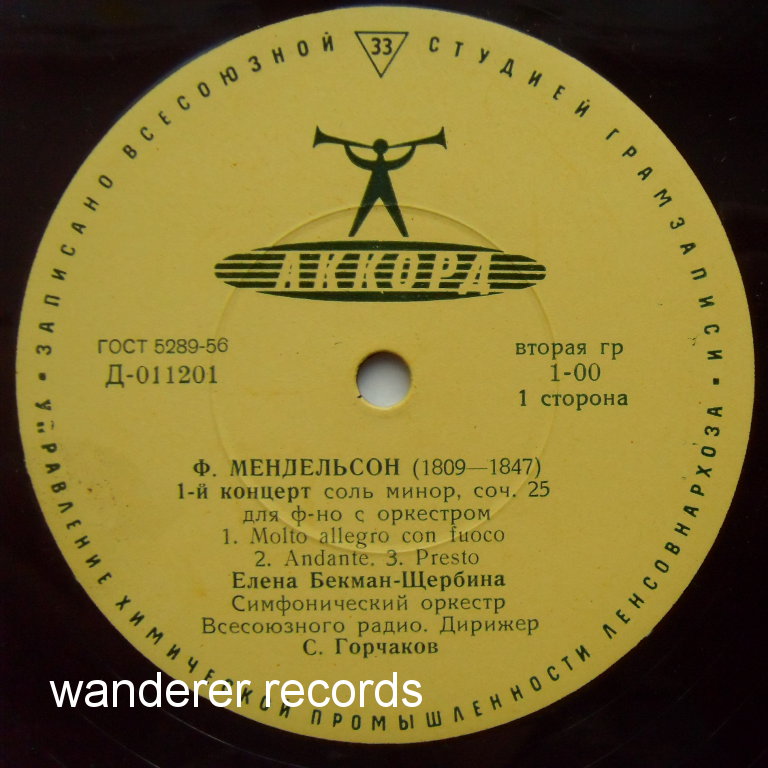 • ЗАПИСАНО ВСЕСОЮЗНОЙ СТУДИЕЙ ГРАМЗАПИСИ •
33
АККОРД
ГОСТ 5289-56
Д-011201
вторая гр
1-00
1 сторона
Ф. МЕНДЕЛЬСОН (1809—1847)
1-й концерт соль минор, соч. 25
для ф-но с оркестром
1. Molto allegro con fuoco
2. Andante. 3. Presto
Елена Бекман-Щербина
Симфонический оркестр
Всесоюзного радио. Дирижер
С. Горчаков
УПРАВЛЕНИЕ ХИМИЧЕСКОЙ ПРОМЫШЛЕННОСТИ ЛЕНСОВНАРХОЗА
wanderer records